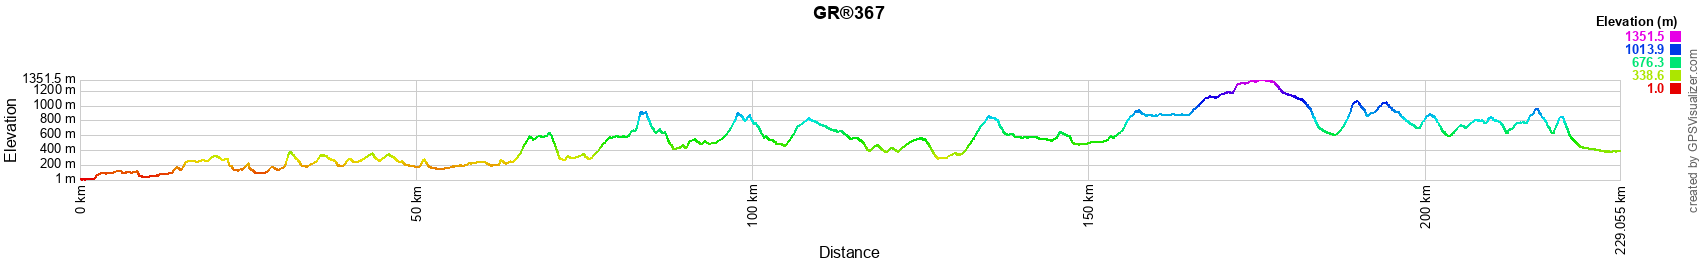 GR®367
Elevation (m)
1351.5
1013.9
676.3
338.6
1.0
Elevation
1351.5 m
1200 m
1000 m
800 m
600 m
400 m
200 m
1 m
0 km
50 km
100 km
150 km
200 km
229.055 km
Distance
created by GPSVisualizer.com